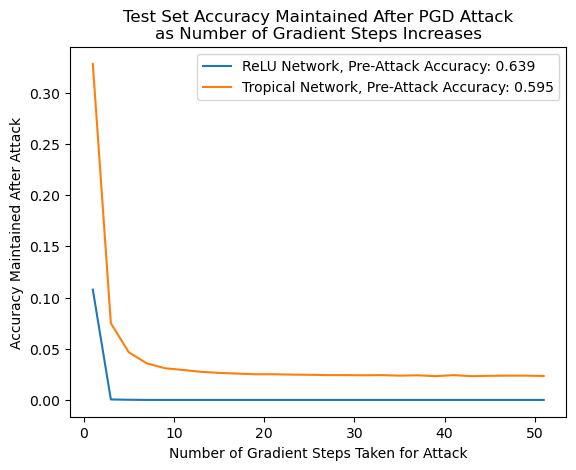 Test Set Accuracy Maintained After PGD Attack
as Number of Gradient Steps Increases
ReLU Network, Pre-Attack Accuracy: 0.639
Tropical Network, Pre-Attack Accuracy: 0.595
Accuracy Maintained After Attack
0.30
0.25
0.20
0.15
0.10
0.05
0.00
0 10 20 30 40 50
Number of Gradient Steps Taken for Attack